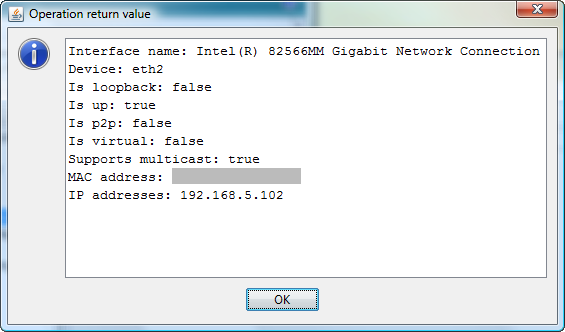 Operation return value
Interface name: Intel(R) 82566MM Gigabit Network Connection
Device: eth2
Is loopback: false
Is up: true
Is p2p: false
Is virtual: false
Supports multicast: true
MAC address:
IP addresses: 192.168.5.102
OK